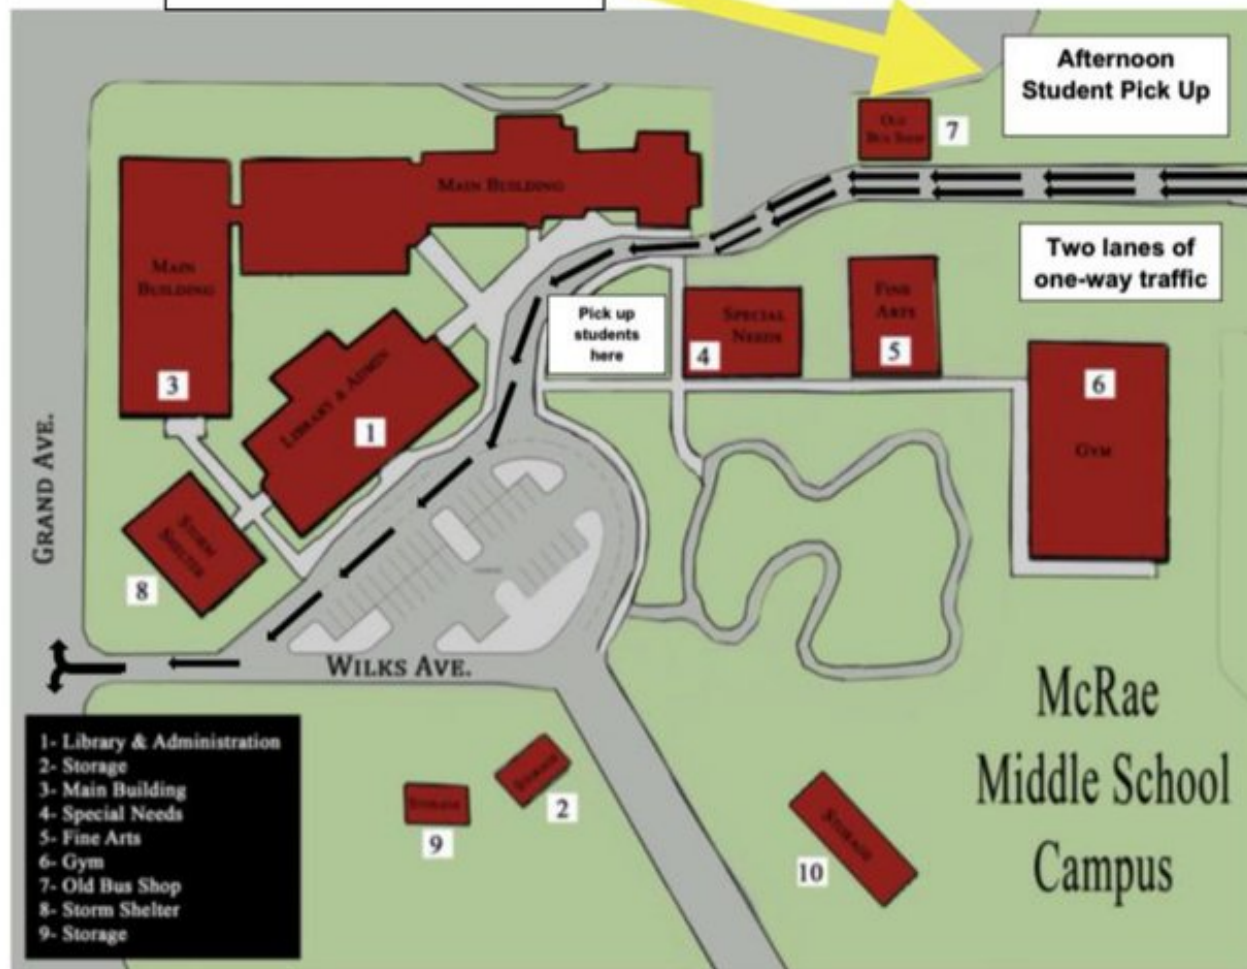 Afternoon
Student Pick Up
OLD
BUS SHOP
7
MAIN BUILDING
Two lanes of
one-way traffic
MAIN
BUILDING
3
Pick up
students
here
SPECIAL
NEEDS
4
FINE
ARTS
5
6
GYM
LIBRARY & ADMIN
1
GRAND AVE.
STORM
SHELTER
8
WILKS AVE.
McRae
Middle School
Campus
1- Library & Administration
2- Storage
3- Main Building
4- Special Needs
5- Fine Arts
6- Gym
7- Old Bus Shop
8- Storm Shelter
9- Storage
STORAGE
2
STORAGE
9
STORAGE
10